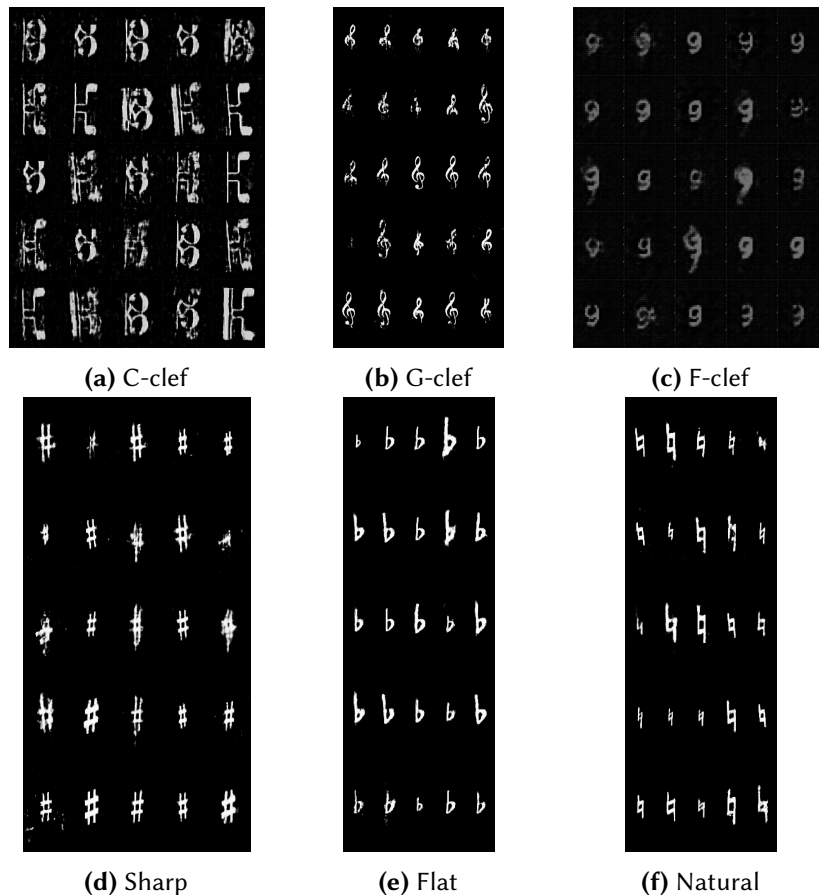 (a) C-clef
(b) G-clef
(c) F-clef
(d) Sharp
(e) Flat
(f) Natural